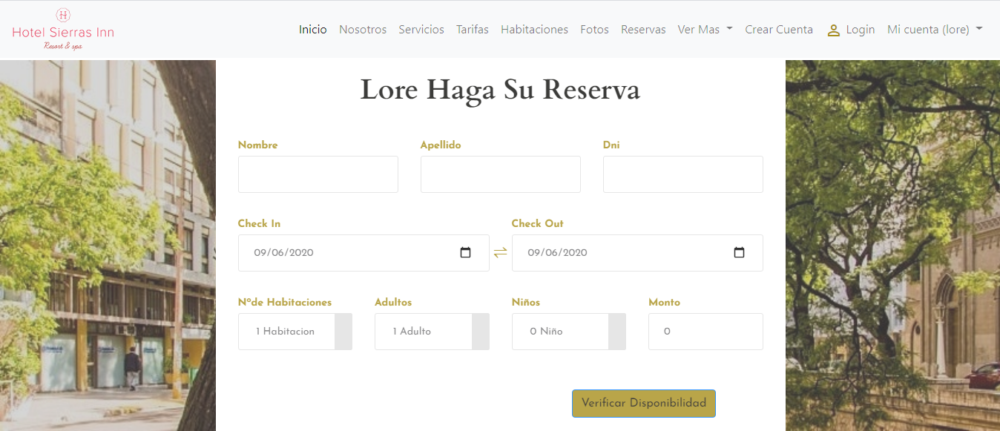 H
Hotel Sierras Inn
Resort & spa
Inicio Nosotros Servicios Tarifas Habitaciones Fotos Reservas Ver Mas Crear Cuenta Login Mi cuenta (lore)
Lore Haga Su Reserva
Nombre Apellido Dni
Check In Check Out
09/06/2020 09/06/2020
Nºde Habitaciones Adultos Niños Monto
1 Habitacion 1 Adulto 0 Niño 0
Verificar Disponibilidad